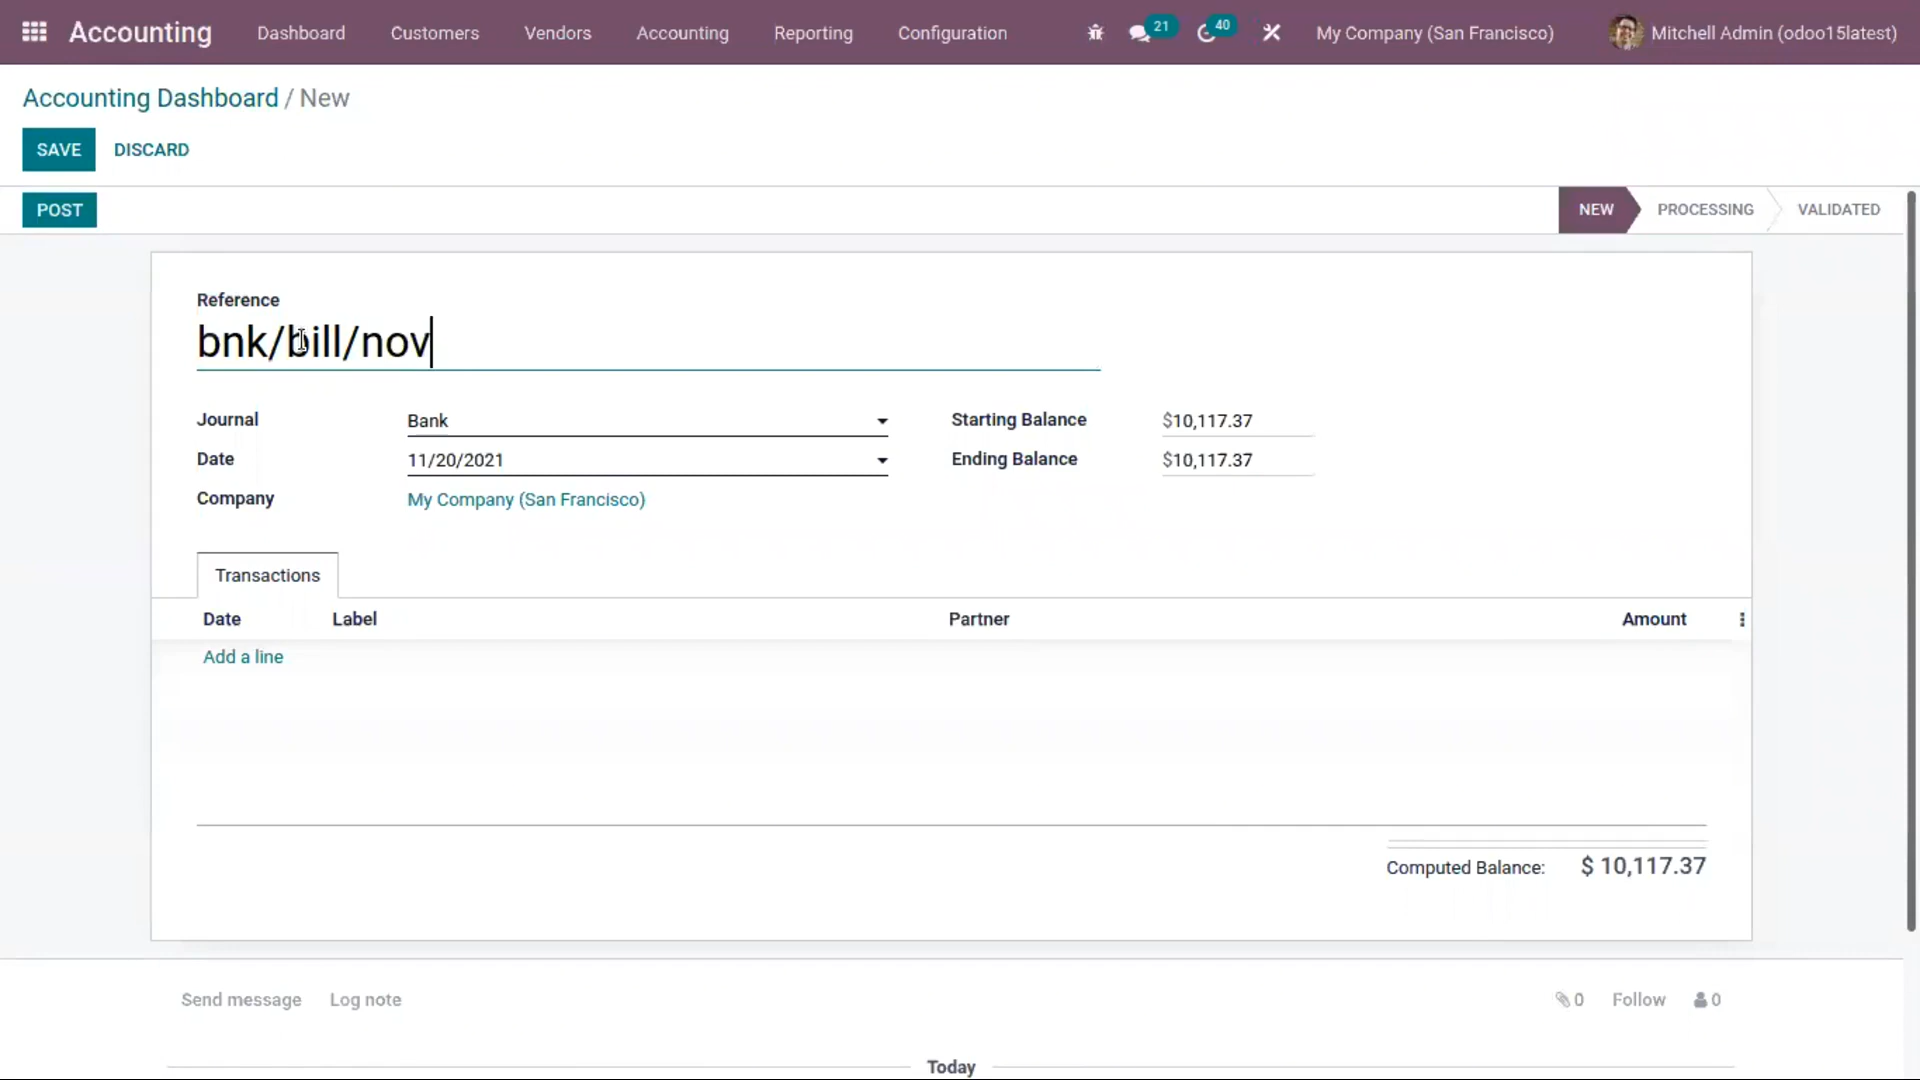 Accounting Dashboard Customers Vendors Accounting Reporting Configuration 21 40 My Company (San Francisco) Mitchell Admin (odoo15latest)
Accounting Dashboard / New
SAVE DISCARD
POST NEW PROCESSING VALIDATED
Reference
bnk/bill/nov
Journal Bank Starting Balance $10,117.37
Date 11/20/2021 Ending Balance $10,117.37
Company My Company (San Francisco)
Transactions
Date Label Partner Amount
Add a line
Computed Balance: $ 10,117.37
Send message Log note 0 Follow 0
Today